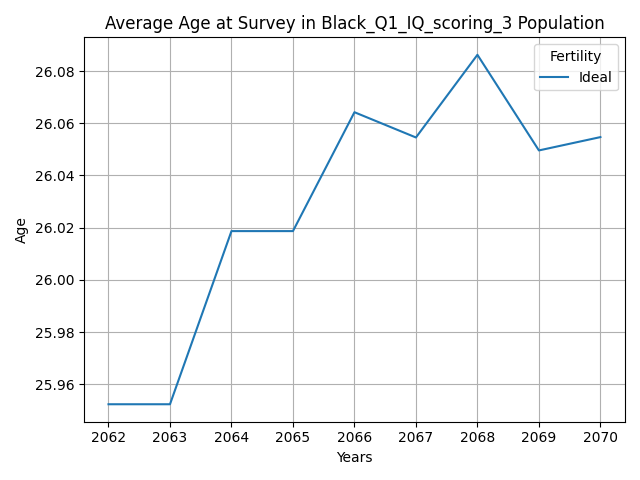 Average Age at Survey in Black_Q1_IQ_scoring_3 Population
Fertility
Ideal
26.08
26.06
26.04
26.02
26.00
25.98
25.96
Age
2062 2063 2064 2065 2066 2067 2068 2069 2070
Years